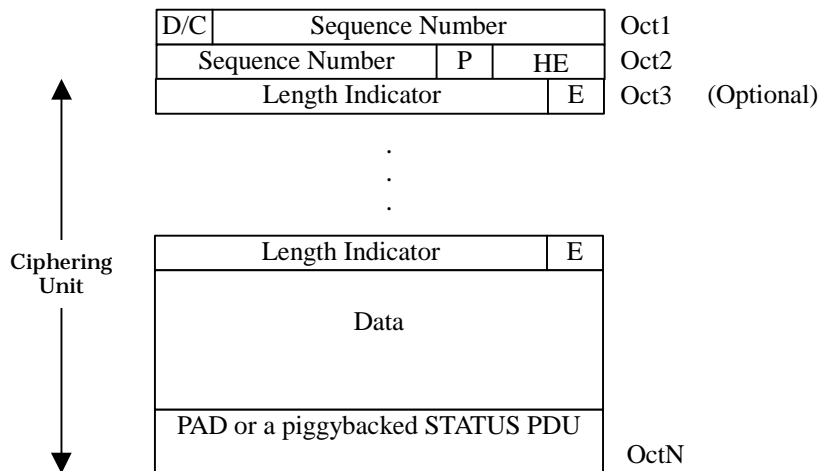 D/C Sequence Number Oct1
Sequence Number P HE Oct2
Length Indicator E Oct3 (Optional)
.
.
.
Length Indicator E
Ciphering
Unit
Data
PAD or a piggybacked STATUS PDU
OctN